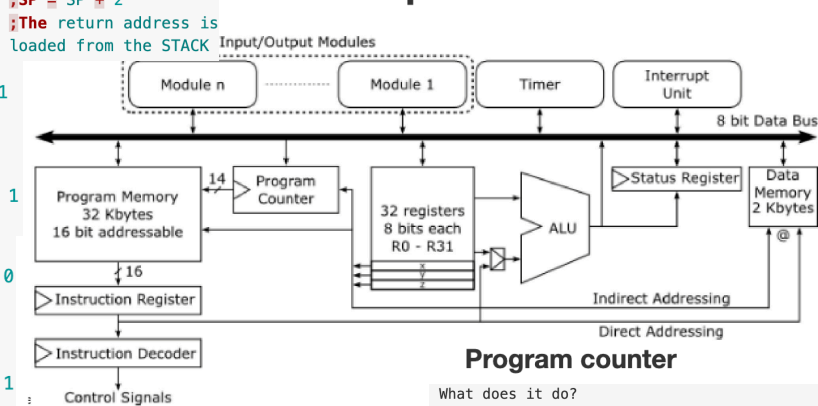 ;SP = SP + 2
;The return address is
loaded from the STACK
Input/Output Modules
Module n
Module 1
Timer
Interrupt
Unit
8 bit Data Bus
1
Program Memory
32 Kbytes
16 bit addressable
14
Program
Counter
32 registers
8 bits each
R0 - R31
x
y
z
ALU
Status Register
Data
Memory
2 Kbytes
@
1
16
0
Instruction Register
Indirect Addressing
Direct Addressing
Instruction Decoder
Program counter
1
Control Signals
What does it do?